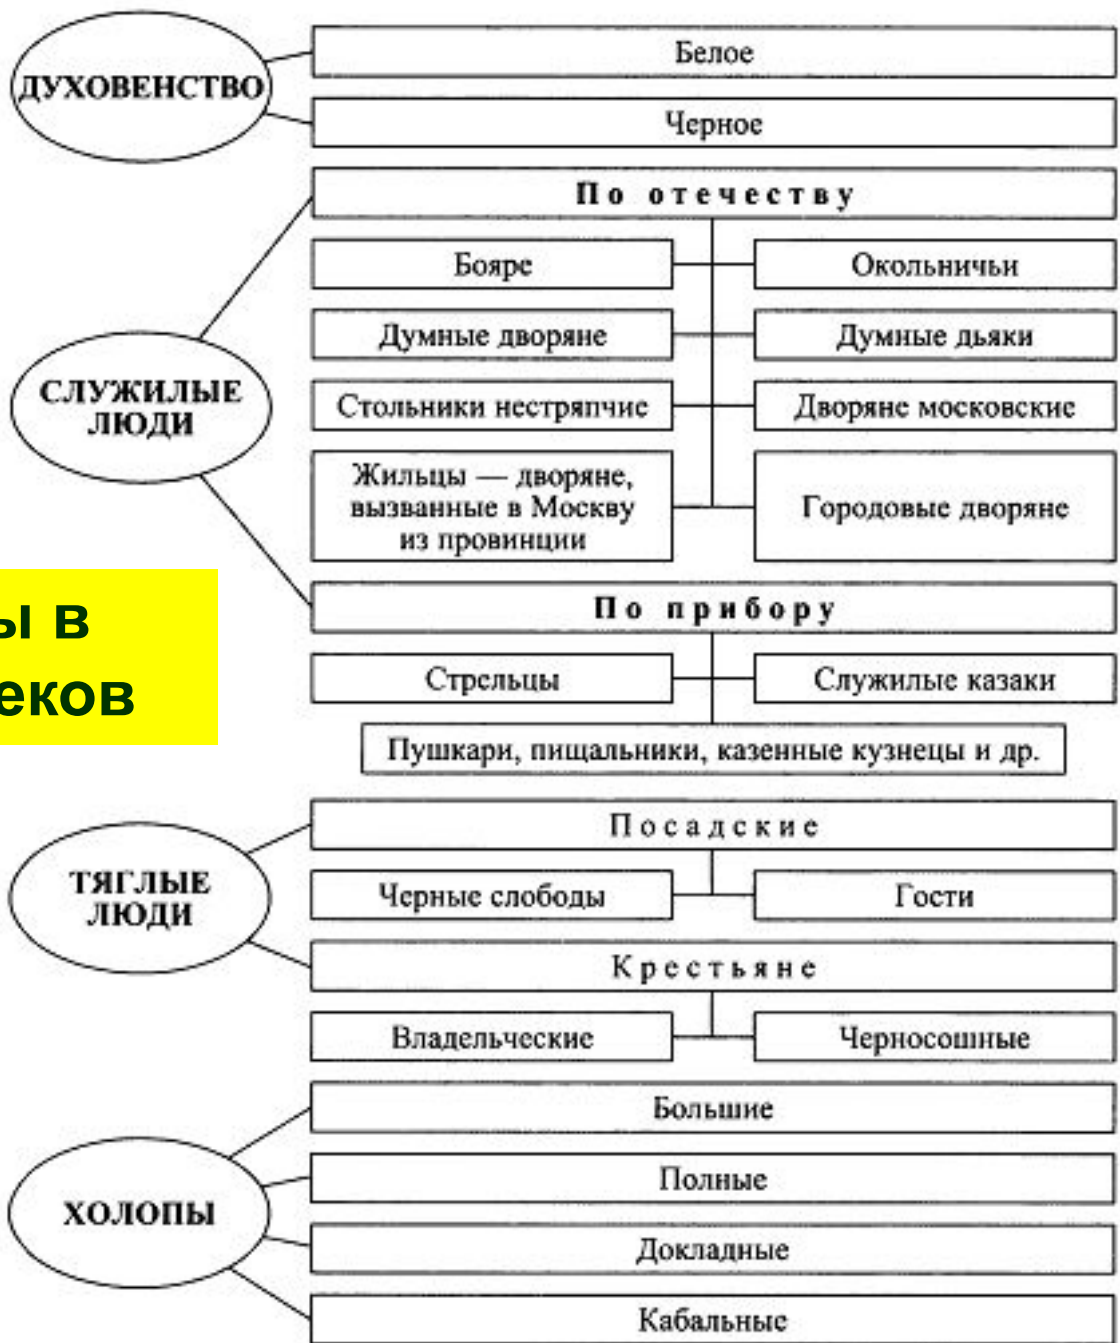 ДУХОВЕНСТВО
Белое
Черное
СЛУЖИЛЫЕ
ЛЮДИ
По отечеству
Бояре
Окольничьи
Думные дворяне
Думные дьяки
Стольники нестряпчие
Дворяне московские
Жильцы — дворяне,
вызванные в Москву
из провинции
Городовые дворяне
ы в
еков
По прибору
Стрельцы
Служилые казаки
Пушкари, пищальники, казенные кузнецы и др.
ТЯГЛЫЕ
ЛЮДИ
Посадские
Черные слободы
Гости
Крестьяне
Владельческие
Черносошные
ХОЛОПЫ
Большие
Полные
Докладные
Кабальные